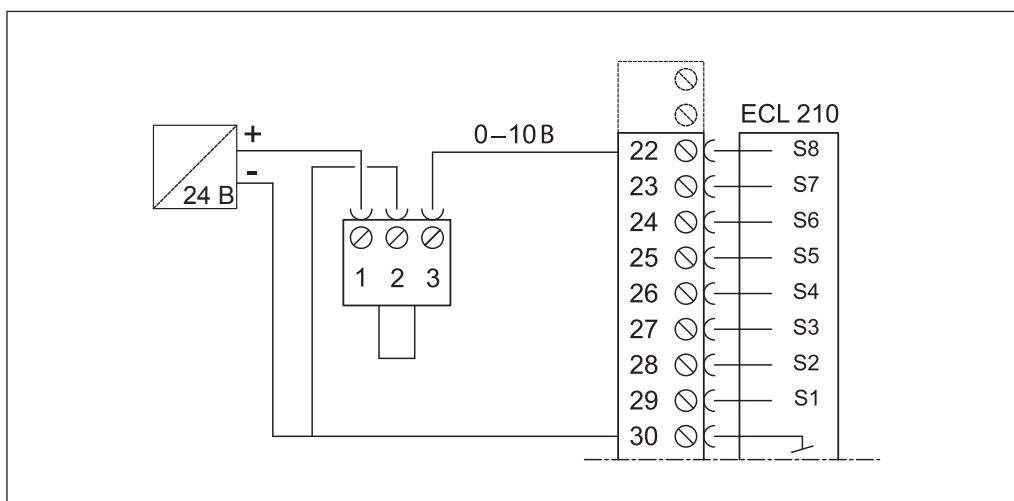 ECL 210
+
-
24 В
0–10 В
1 2 3
22 S8
23 S7
24 S6
25 S5
26 S4
27 S3
28 S2
29 S1
30